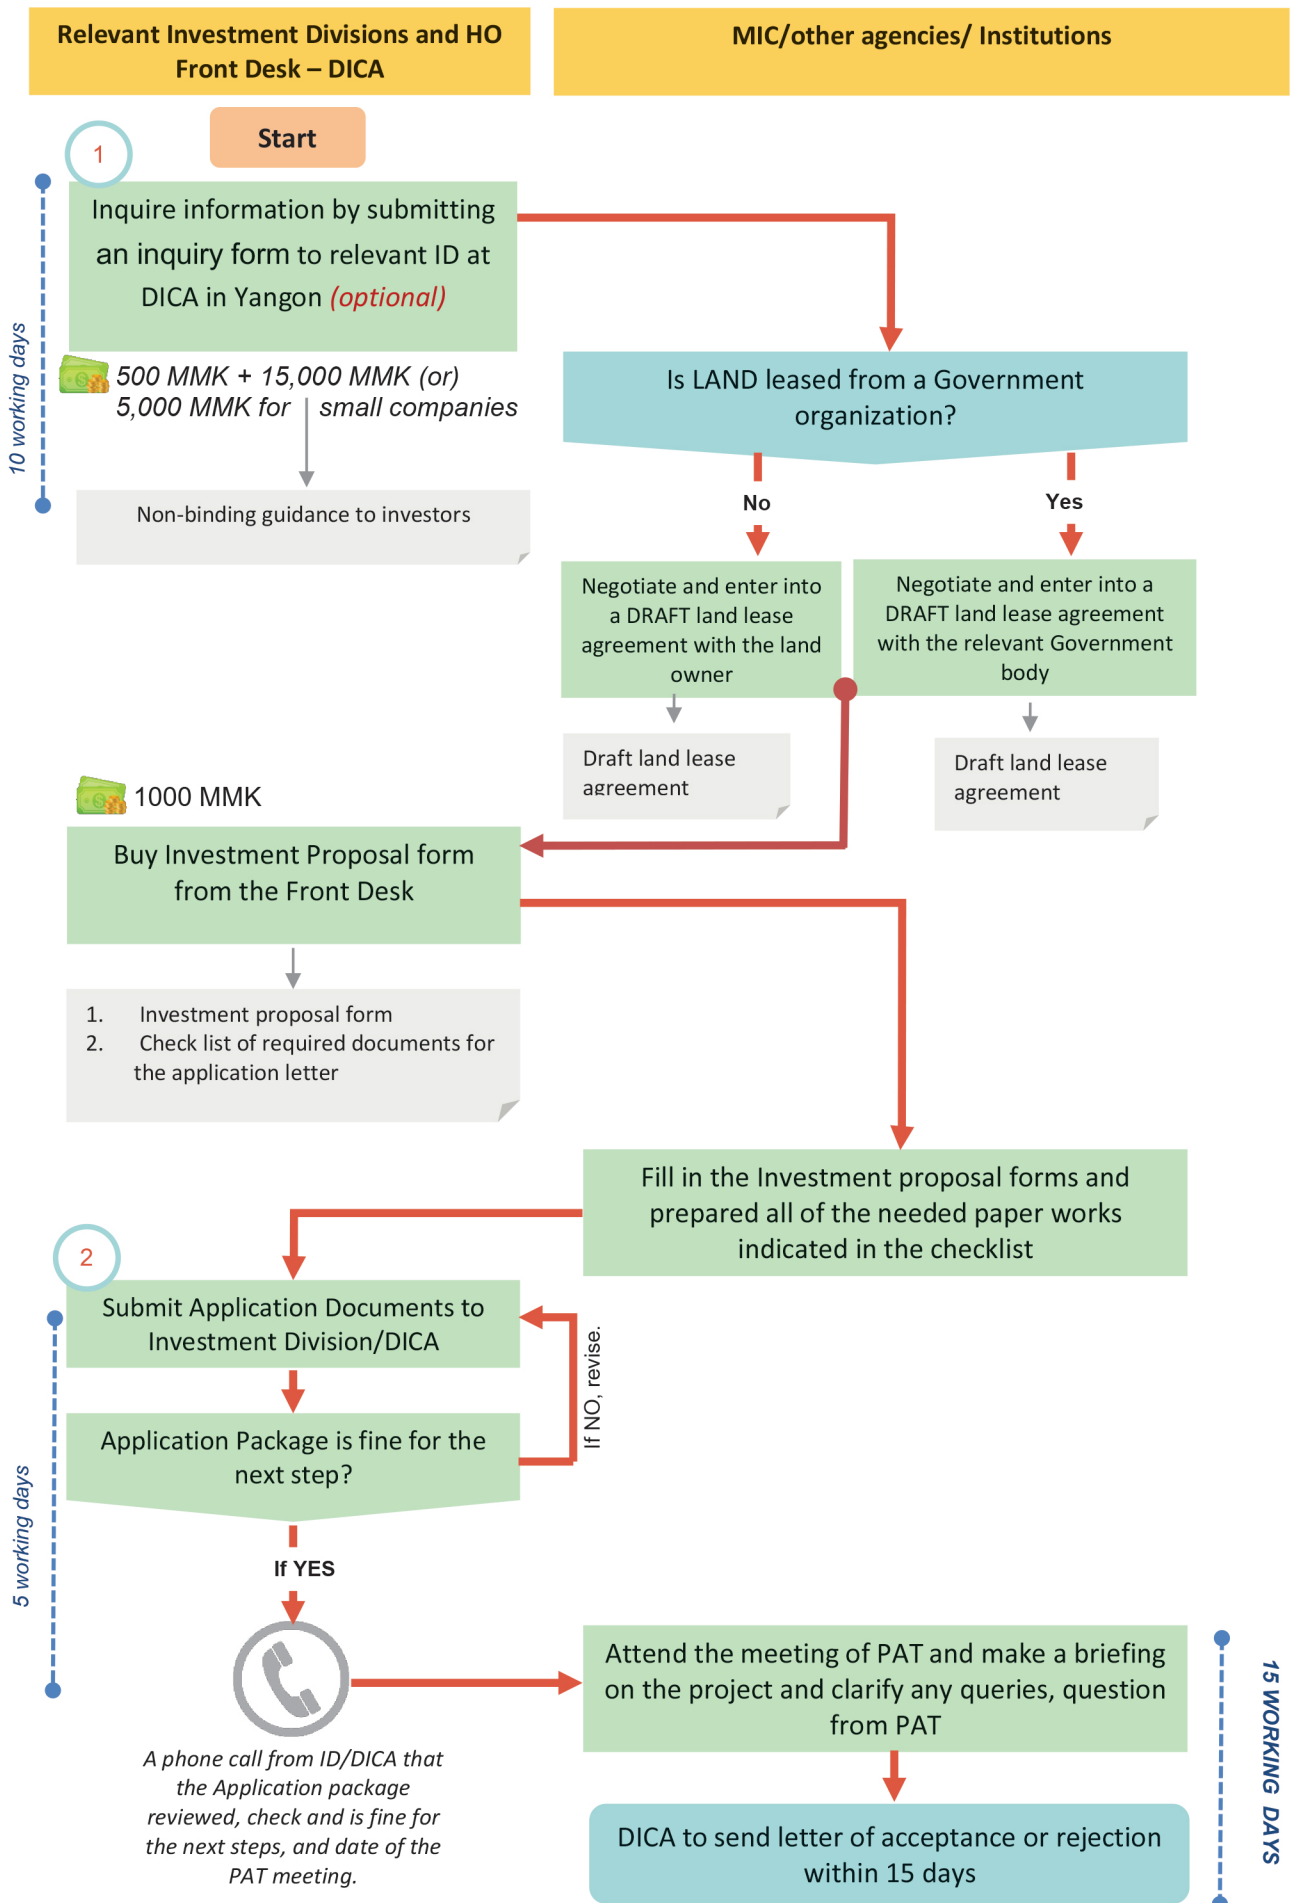 Relevant Investment Divisions and HO
Front Desk – DICA
MIC/other agencies/ Institutions
Start
1
Inquire information by submitting
an inquiry form to relevant ID at
DICA in Yangon (optional)
10 working days
500 MMK + 15,000 MMK (or)
5,000 MMK for small companies
Non-binding guidance to investors
Is LAND leased from a Government
organization?
No
Yes
Negotiate and enter into
a DRAFT land lease
agreement with the land
owner
Negotiate and enter into a
DRAFT land lease agreement
with the relevant Government
body
Draft land lease
agreement
Draft land lease
agreement
1000 MMK
Buy Investment Proposal form
from the Front Desk
1. Investment proposal form
2. Check list of required documents for
the application letter
Fill in the Investment proposal forms and
prepared all of the needed paper works
indicated in the checklist
2
Submit Application Documents to
Investment Division/DICA
If NO, revise.
Application Package is fine for the
next step?
5 working days
If YES
A phone call from ID/DICA that
the Application package
reviewed, check and is fine for
the next steps, and date of the
PAT meeting.
Attend the meeting of PAT and make a briefing
on the project and clarify any queries, question
from PAT
15 WORKING DAYS
DICA to send letter of acceptance or rejection
within 15 days